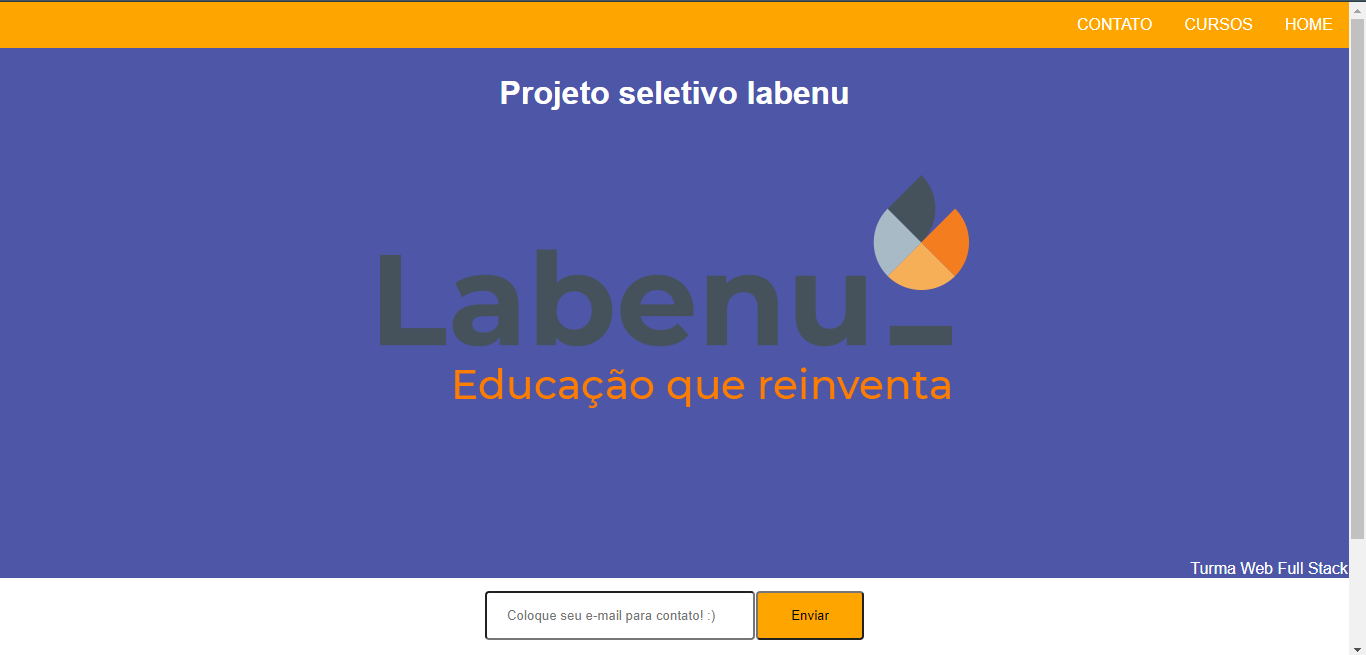 CONTATO CURSOS HOME
Projeto seletivo labenu
Labenu_
Educação que reinventa
Turma Web Full Stack
Coloque seu e-mail para contato! :) Enviar